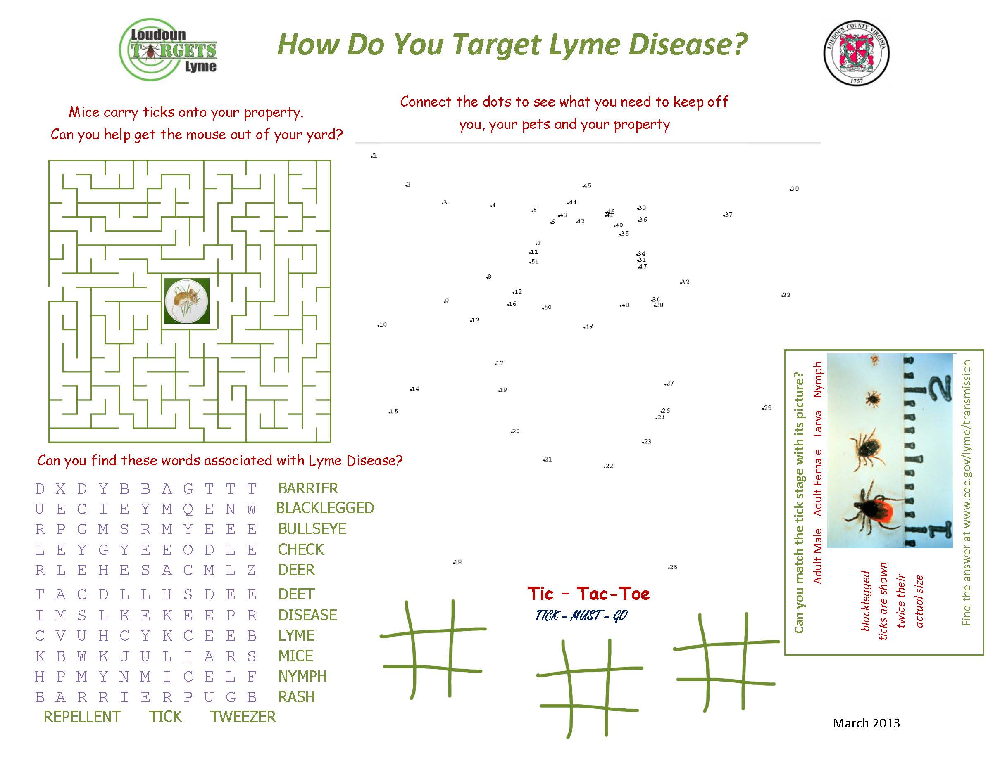 Loudoun
TARGETS
Lyme
How Do You Target Lyme Disease?
LOUDOUN COUNTY VIRGINIA
1757
Mice carry ticks onto your property.
Can you help get the mouse out of your yard?
Connect the dots to see what you need to keep off
you, your pets and your property
1
2
45
38
3
44
4
39
5
46
43
41
37
6
42
36
40
35
7
11
34
31
51
47
8
32
12
33
9
30
16
48
28
50
13
10
49
17
27
14
19
29
15
26
24
20
23
21
22
18
25
Can you find these words associated with Lyme Disease?
D X D Y B B A G T T T BARRIFR
U E C I E Y M Q E N W BLACKLEGGED
R P G M S R M Y E E E BULLSEYE
L E Y G Y E E O D L E CHECK
R L E H E S A C M L Z DEER
T A C D L L H S D E E DEET
I M S L K E K E E P R DISEASE
C V U H C Y K C E E B LYME
K B W K J U L I A R S MICE
H P M Y N M I C E L F NYMPH
B A R R I E R P U G B RASH
REPELLENT TICK TWEEZER
Tic - Tac-Toe
TICK - MUST - GO
Can you match the tick stage with its picture?
Adult Male Adult Female Larva Nymph
1 2
blacklegged
ticks are shown
twice their
actual size
Find the answer at www.cdc.gov/lyme/transmission
March 2013